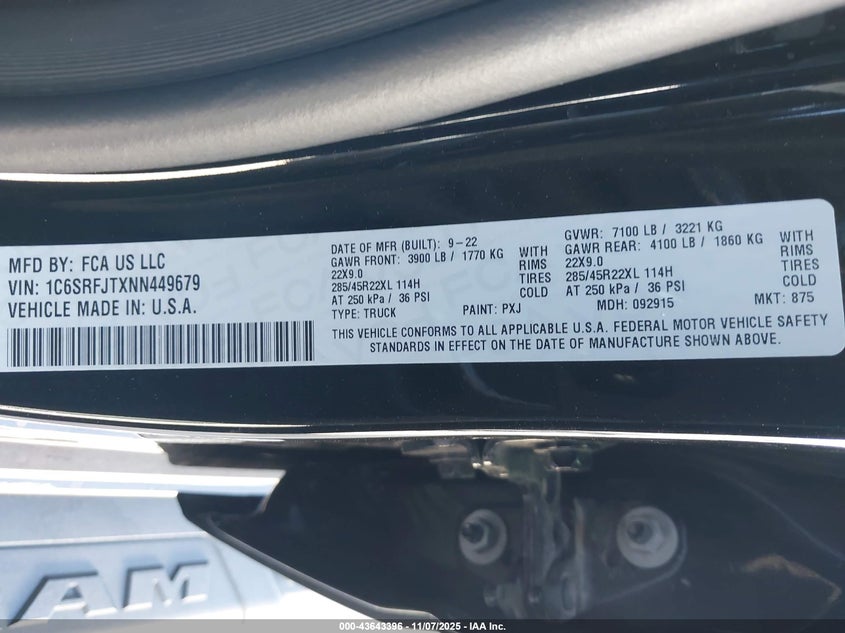 MFD BY: FCA US LLC
VIN: 1C6SRFJTXNN449679
VEHICLE MADE IN: U.S.A.
DATE OF MFR (BUILT): 9-22
GAWR FRONT: 3900 LB / 1770 KG
22X9.0
285/45R22XL 114H
AT 250 kPa / 36 PSI
TYPE: TRUCK
WITH
RIMS
TIRES
COLD
PAINT: PXJ
GVWR: 7100 LB / 3221 KG
GAWR REAR: 4100 LB / 1860 KG
22X9.0
285/45R22XL 114H
AT 250 kPa / 36 PSI
WITH
RIMS
TIRES
COLD
MDH: 092915
MKT: 875
THIS VEHICLE CONFORMS TO ALL APPLICABLE U.S.A. FEDERAL MOTOR VEHICLE SAFETY
STANDARDS IN EFFECT ON THE DATE OF MANUFACTURE SHOWN ABOVE.
RAM
000-43643396 - 11/07/2025 - IAA Inc.